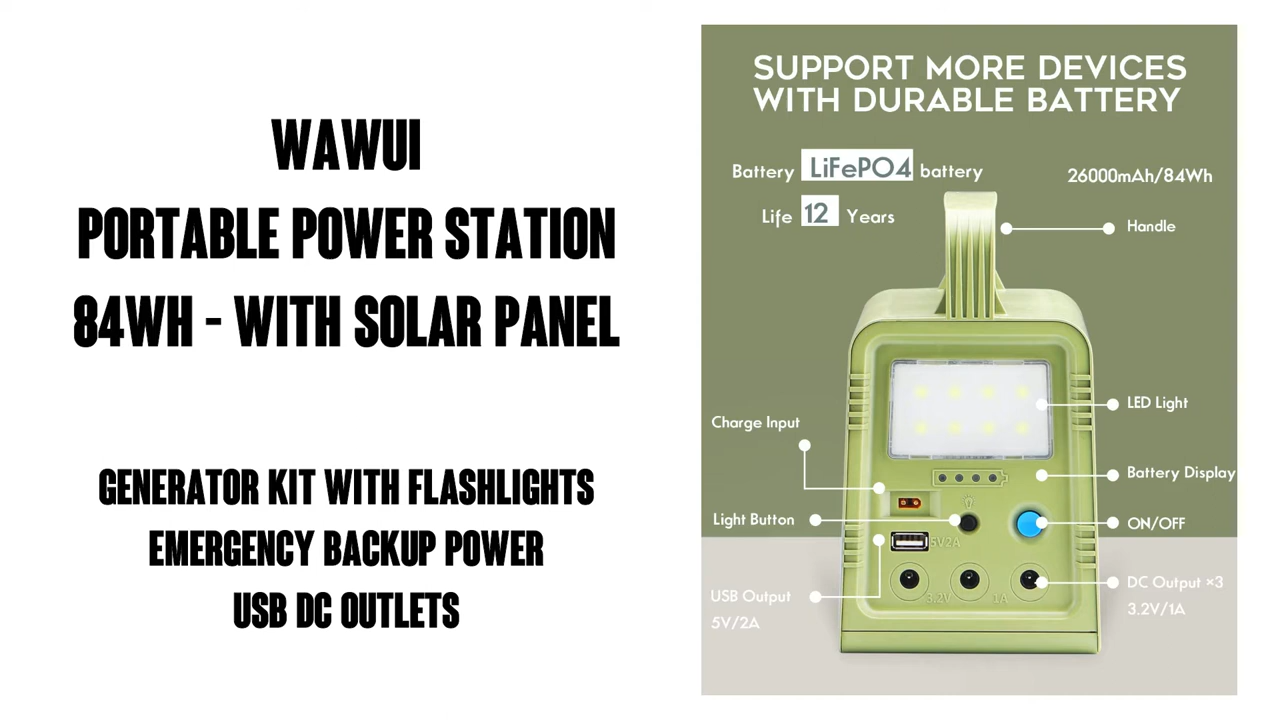 WAWUI
PORTABLE POWER STATION
84WH - WITH SOLAR PANEL
GENERATOR KIT WITH FLASHLIGHTS
EMERGENCY BACKUP POWER
USB DC OUTLETS
SUPPORT MORE DEVICES
WITH DURABLE BATTERY
Battery LiFePO4 battery
26000mAh/84Wh
Life 12 Years
Handle
LED Light
Charge Input
Battery Display
Light Button
ON/OFF
5V2A
USB Output
5V/2A
3.2V 1A
DC Output ×3
3.2V/1A